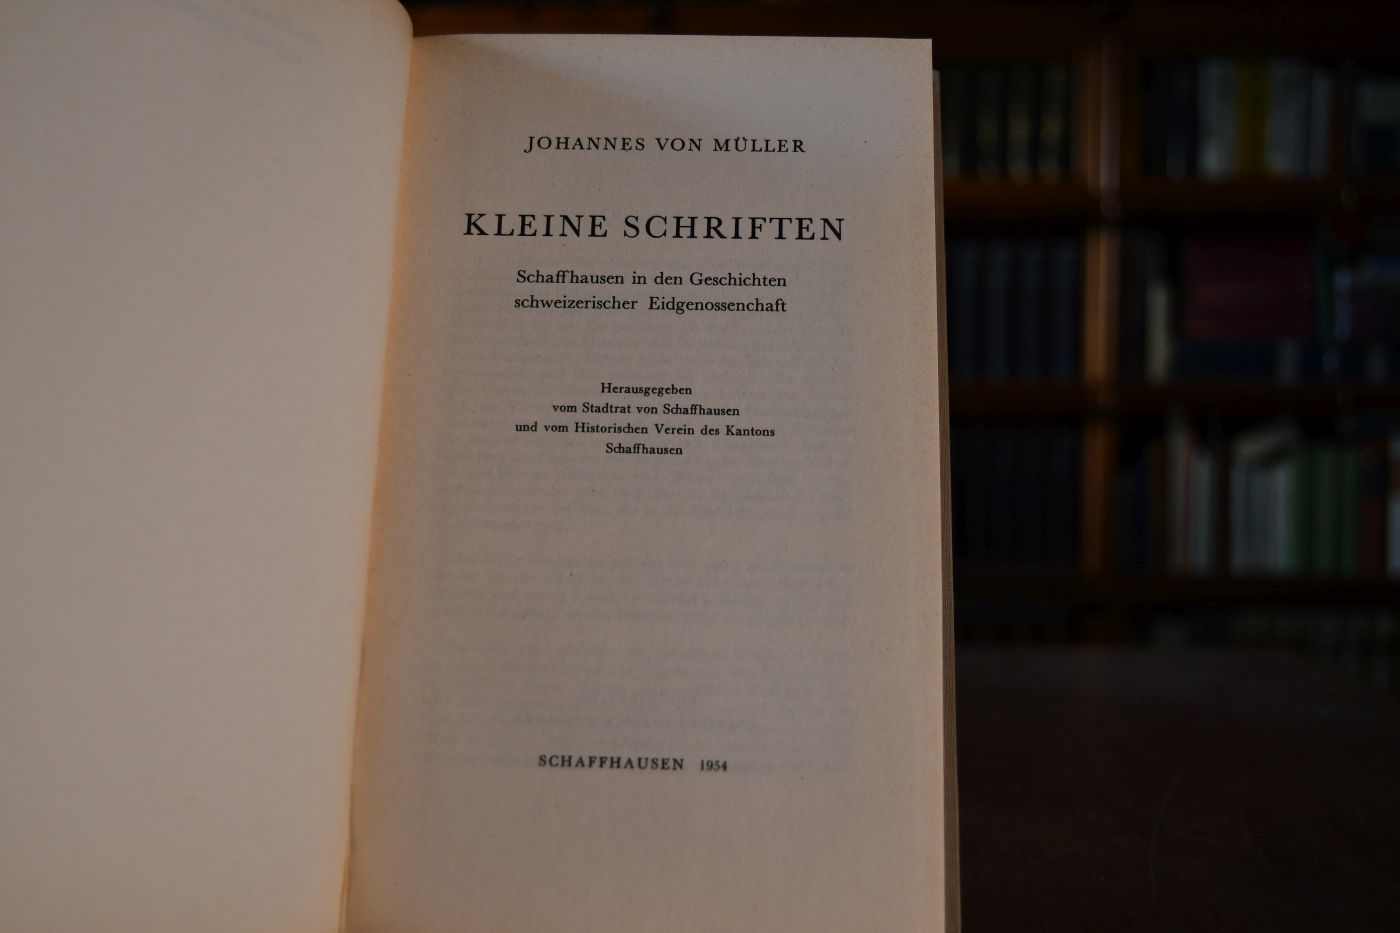 JOHANNES VON MÜLLER
KLEINE SCHRIFTEN
Schaffhausen in den Geschichten
schweizerischer Eidgenossenchaft
Herausgegeben
vom Stadtrat von Schaffhausen
und vom Historischen Verein des Kantons
Schaffhausen
SCHAFFHAUSEN 1954